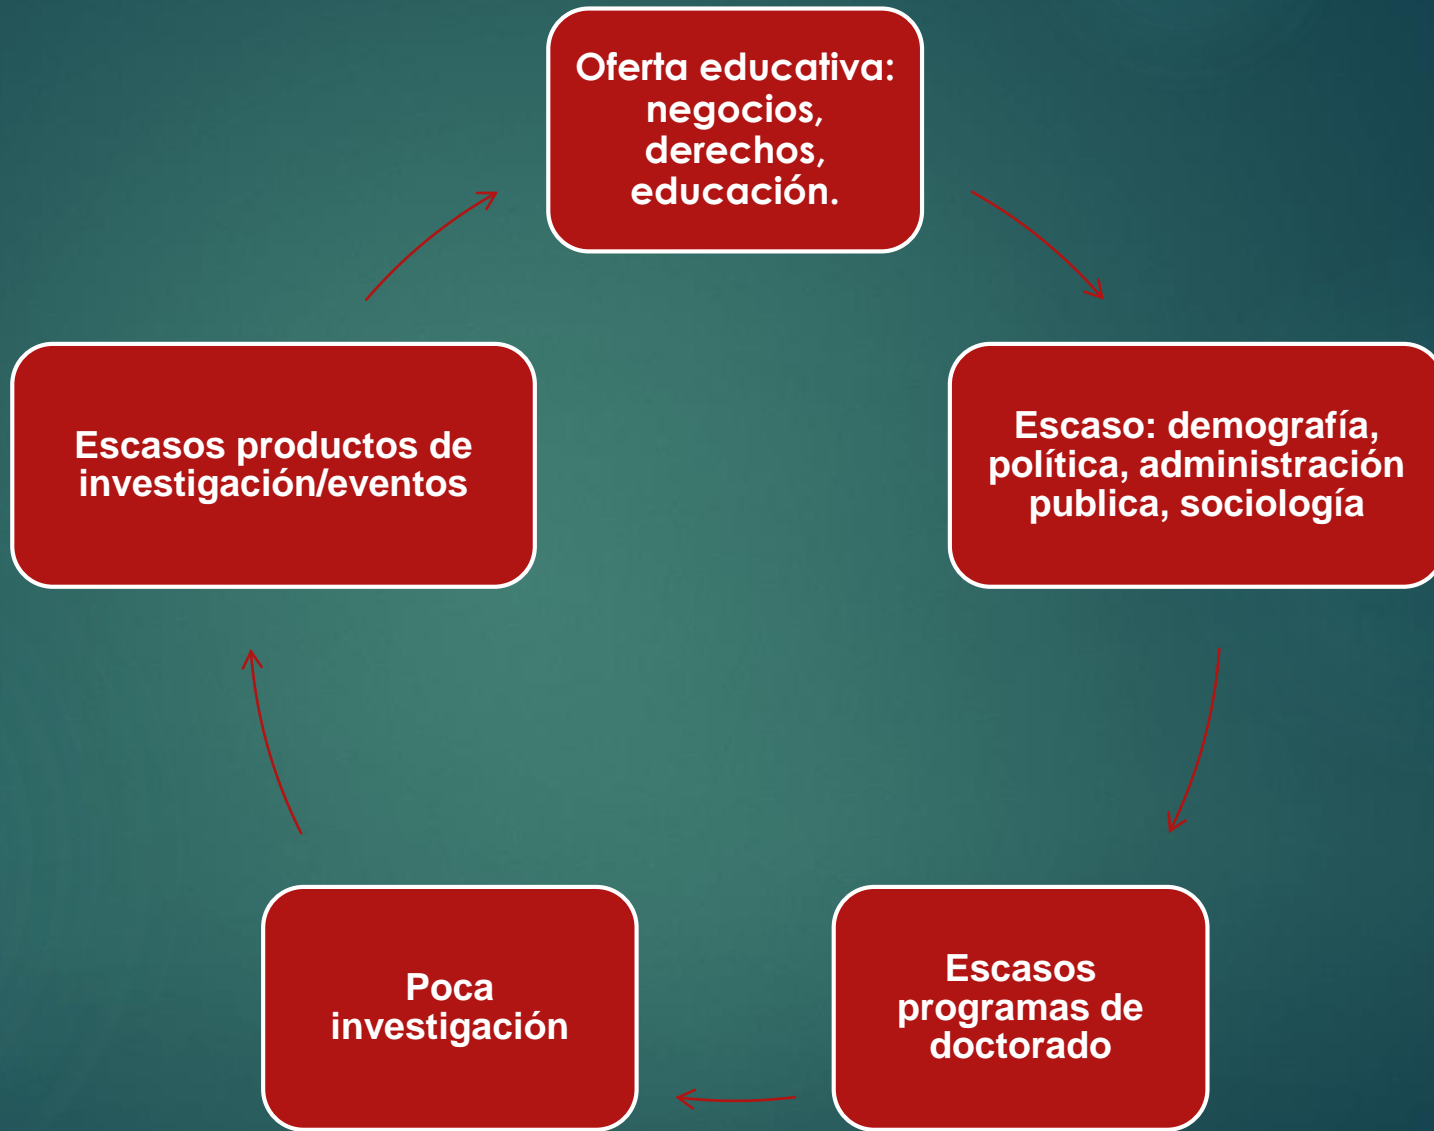 Oferta educativa:
negocios,
derechos,
educación.
Escaso: demografía,
política, administración
publica, sociología
Escasos
programas de
doctorado
Poca
investigación
Escasos productos de
investigación/eventos